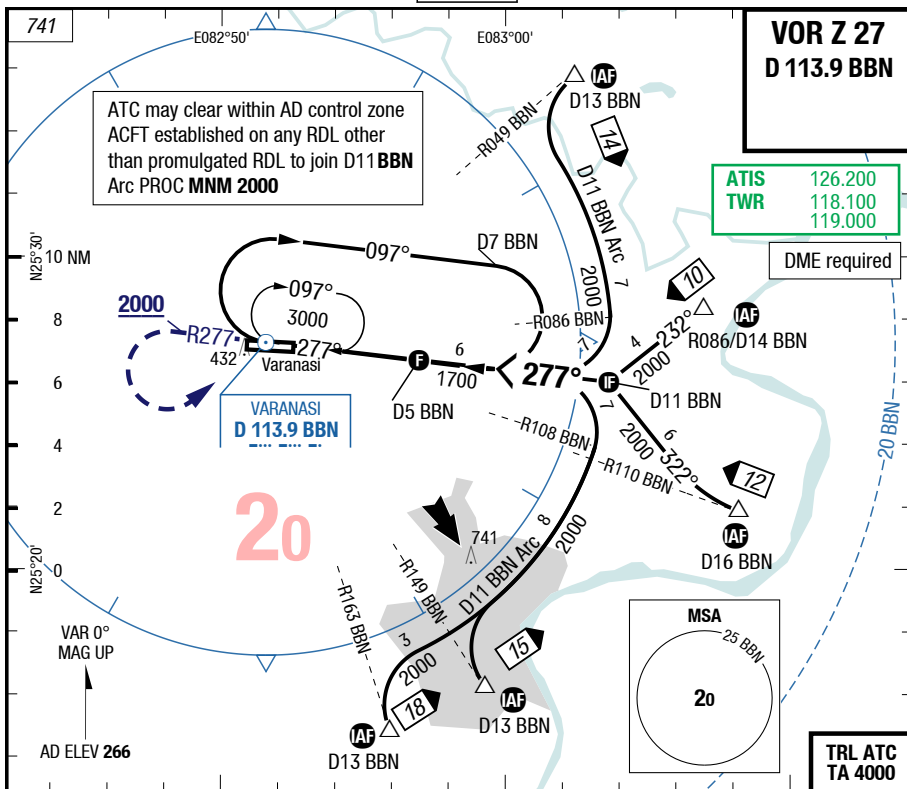 741
E082°50'
E083°00'
VOR Z 27
D 113.9 BBN
IAF
D13 BBN
ATC may clear within AD control zone
ACFT established on any RDL other
than promulgated RDL to join D11 BBN
Arc PROC MNM 2000
R049 BBN
14
D11 BBN Arc
7
2000
ATIS 126.200
TWR 118.100
119.000
DME required
N25°30'
10 NM
8
6
4
2
0
N25°20'
097°
D7 BBN
097°
3000
2000
R277
432
277°
Varanasi
R086 BBN
7
10
232°
4
2000
IAF
R086/D14 BBN
F
6
1700
277°
IF
D5 BBN
D11 BBN
VARANASI
D 113.9 BBN
R108 BBN
R110 BBN
7
2000
6
322°
12
IAF
D16 BBN
20 BBN
20
741
D11 BBN Arc
8
2000
R149 BBN
R163 BBN
3
2000
15
18
IAF
D13 BBN
IAF
D13 BBN
VAR 0°
MAG UP
AD ELEV 266
MSA
25 BBN
20
TRL ATC
TA 4000